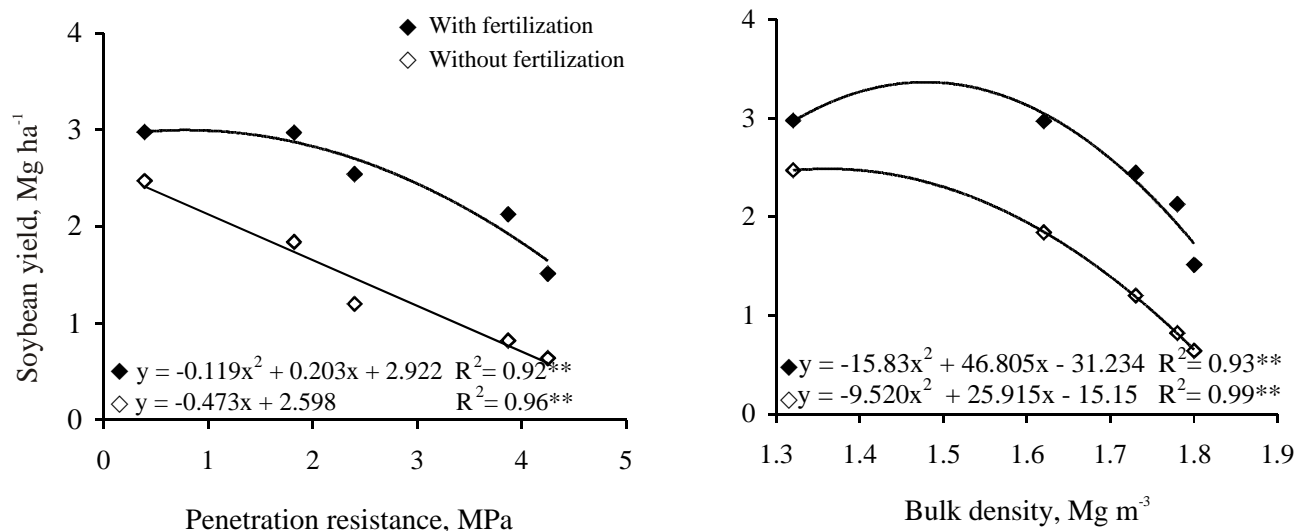 With fertilization
Without fertilization
Soybean yield, Mg ha⁻¹
4
3
2
1
0
y = -0.119x² + 0.203x + 2.922 R² = 0.92**
y = -0.473x + 2.598 R² = 0.96**
0 1 2 3 4 5
Penetration resistance, MPa
4
3
2
1
0
y = -15.83x² + 46.805x - 31.234 R² = 0.93**
y = -9.520x² + 25.915x - 15.15 R² = 0.99**
1.3 1.4 1.5 1.6 1.7 1.8 1.9
Bulk density, Mg m⁻³